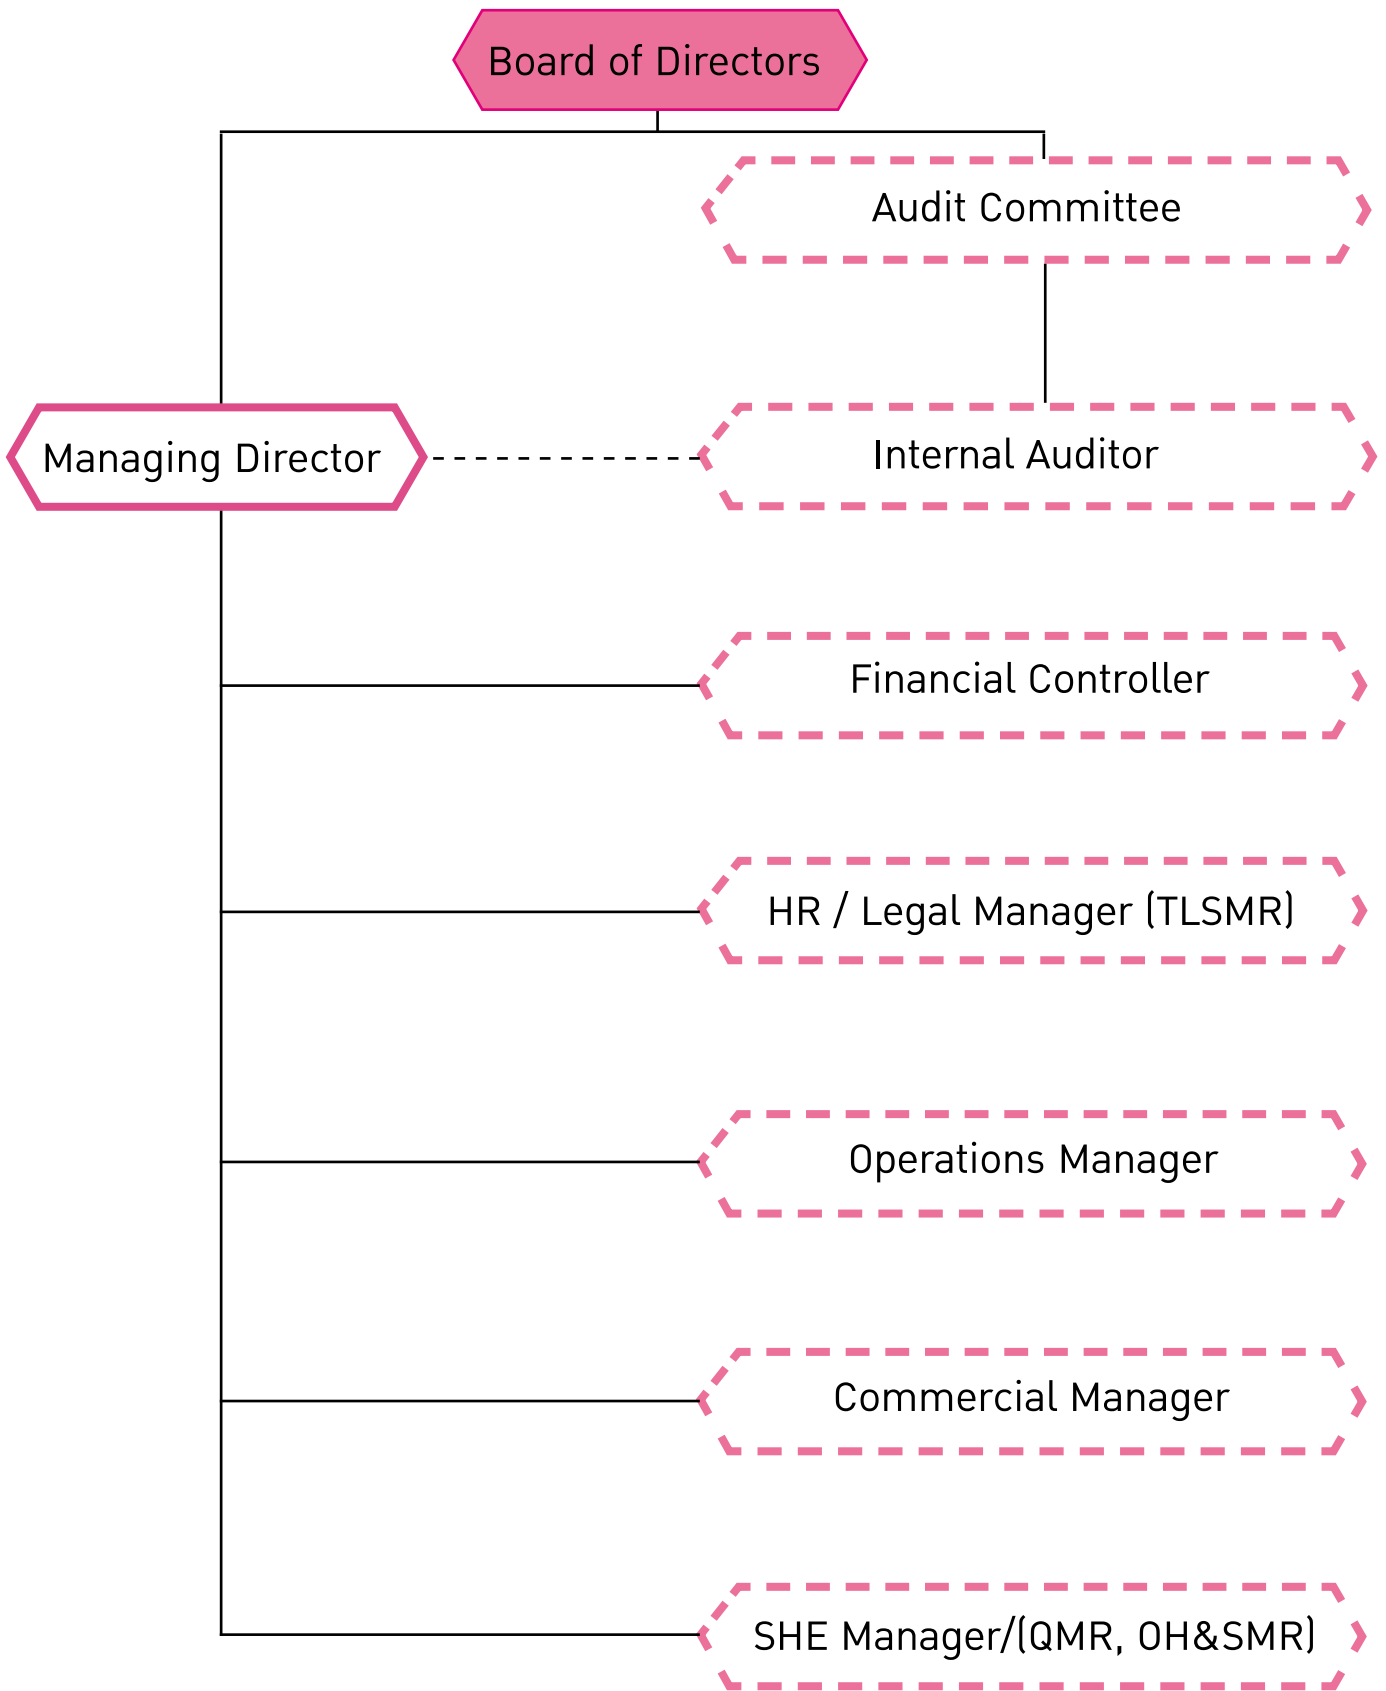 Board of Directors
Audit Committee
Managing Director
Internal Auditor
Financial Controller
HR / Legal Manager (TLSMR)
Operations Manager
Commercial Manager
SHE Manager/(QMR, OH&SMR)